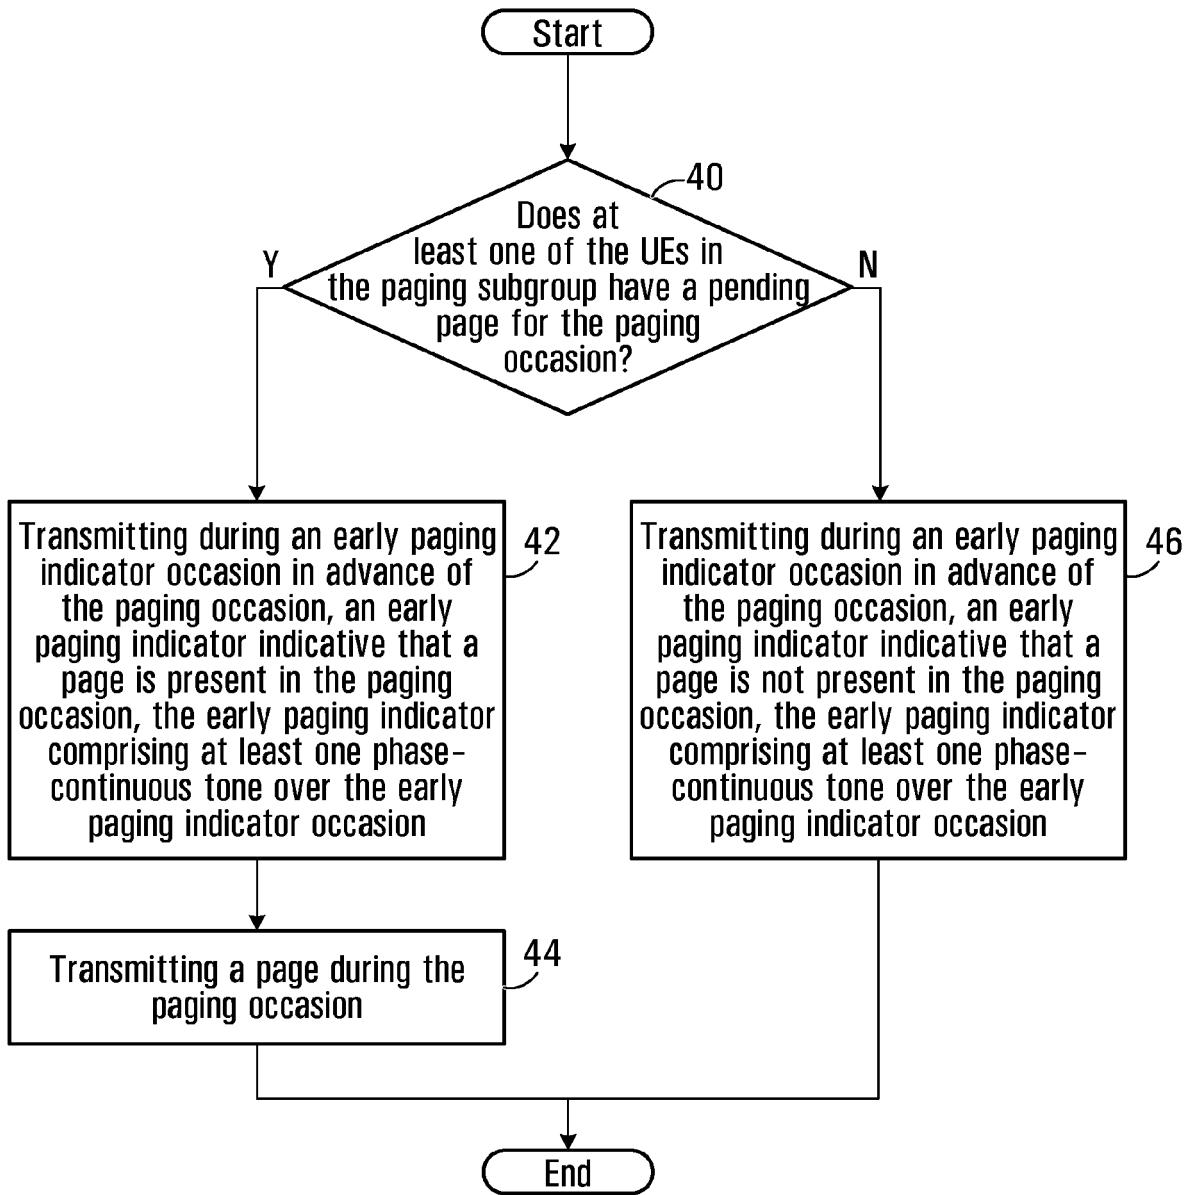 Start
40
Does at
least one of the UEs in
the paging subgroup have a pending
page for the paging
occasion?
Y
N
Transmitting during an early paging
indicator occasion in advance of
the paging occasion, an early
paging indicator indicative that a
page is present in the paging
occasion, the early paging indicator
comprising at least one phase-
continuous tone over the early
paging indicator occasion
42
Transmitting during an early paging
indicator occasion in advance of
the paging occasion, an early
paging indicator indicative that a
page is not present in the paging
occasion, the early paging indicator
comprising at least one phase-
continuous tone over the early
paging indicator occasion
46
Transmitting a page during the
paging occasion
44
End